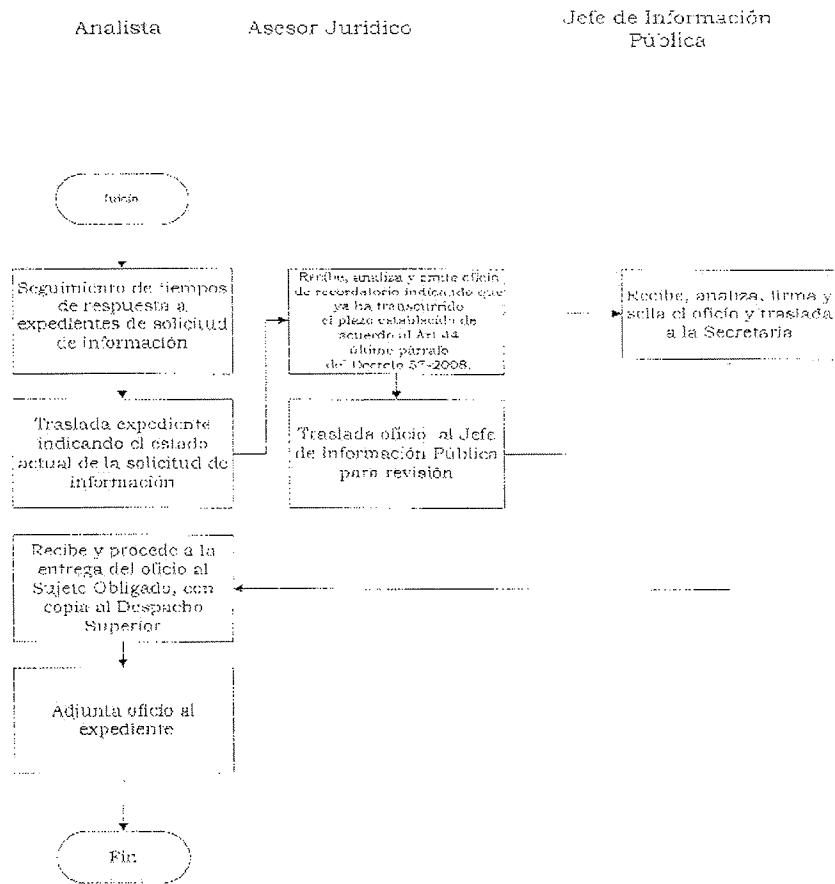 Analista
Asesor Jurídico
Jefe de Información
Pública
Inicio
Seguimiento de tiempos
de respuesta a
expedientes de solicitud
de información
Recibe, analiza y emite oficio
de recordatorio indicando que
ya ha transcurrido
el plazo establecido de
acuerdo al Art 44
último párrafo
del Decreto 57-2008.
Recibe, analiza, firma y
sella el oficio y traslada
a la Secretaria
Traslada expediente
indicando el estado
actual de la solicitud de
información
Traslada oficio al Jefe
de Información Pública
para revisión
Recibe y procede a la
entrega del oficio al
Sujeto Obligado, con
copia al Despacho
Superior
Adjunta oficio al
expediente
Fin